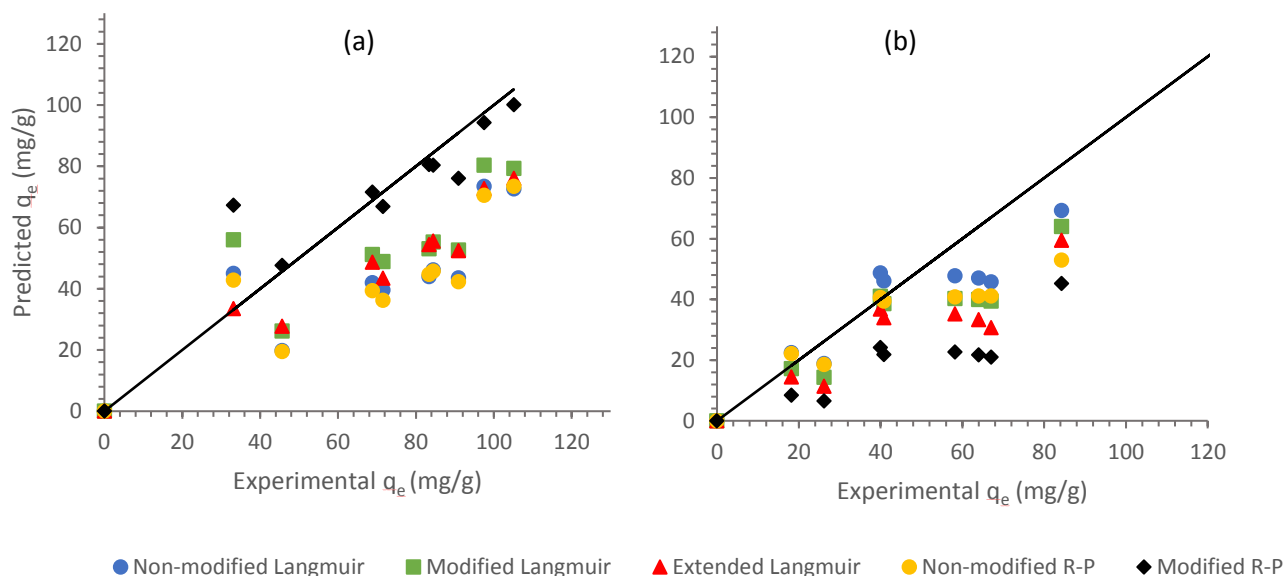 (a)
Predicted qe (mg/g)
120
100
80
60
40
20
0
0 20 40 60 80 100 120
Experimental qe (mg/g)
(b)
120
100
80
60
40
20
0
0 20 40 60 80 100 120
Experimental qe (mg/g)
Non-modified Langmuir Modified Langmuir Extended Langmuir Non-modified R-P Modified R-P